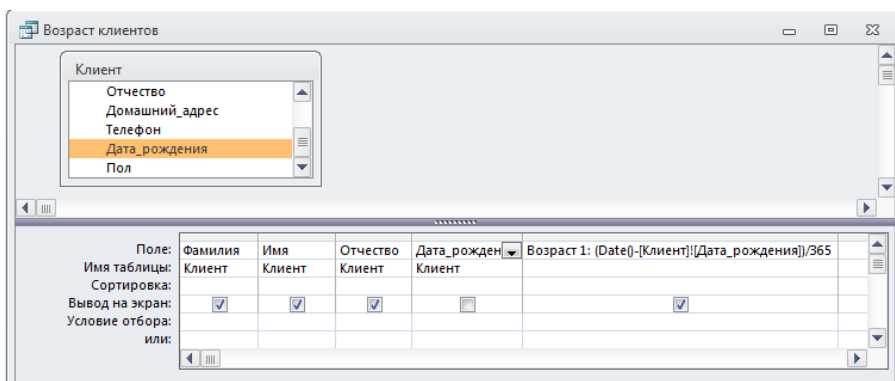 Возраст клиентов
Клиент
Отчество
Домашний_адрес
Телефон
Дата_рождения
Пол
Поле: Фамилия Имя Отчество Дата_рожден Возраст 1: (Date()-[Клиент]![Дата_рождения])/365
Имя таблицы: Клиент Клиент Клиент Клиент
Сортировка:
Вывод на экран:
Условие отбора:
или: